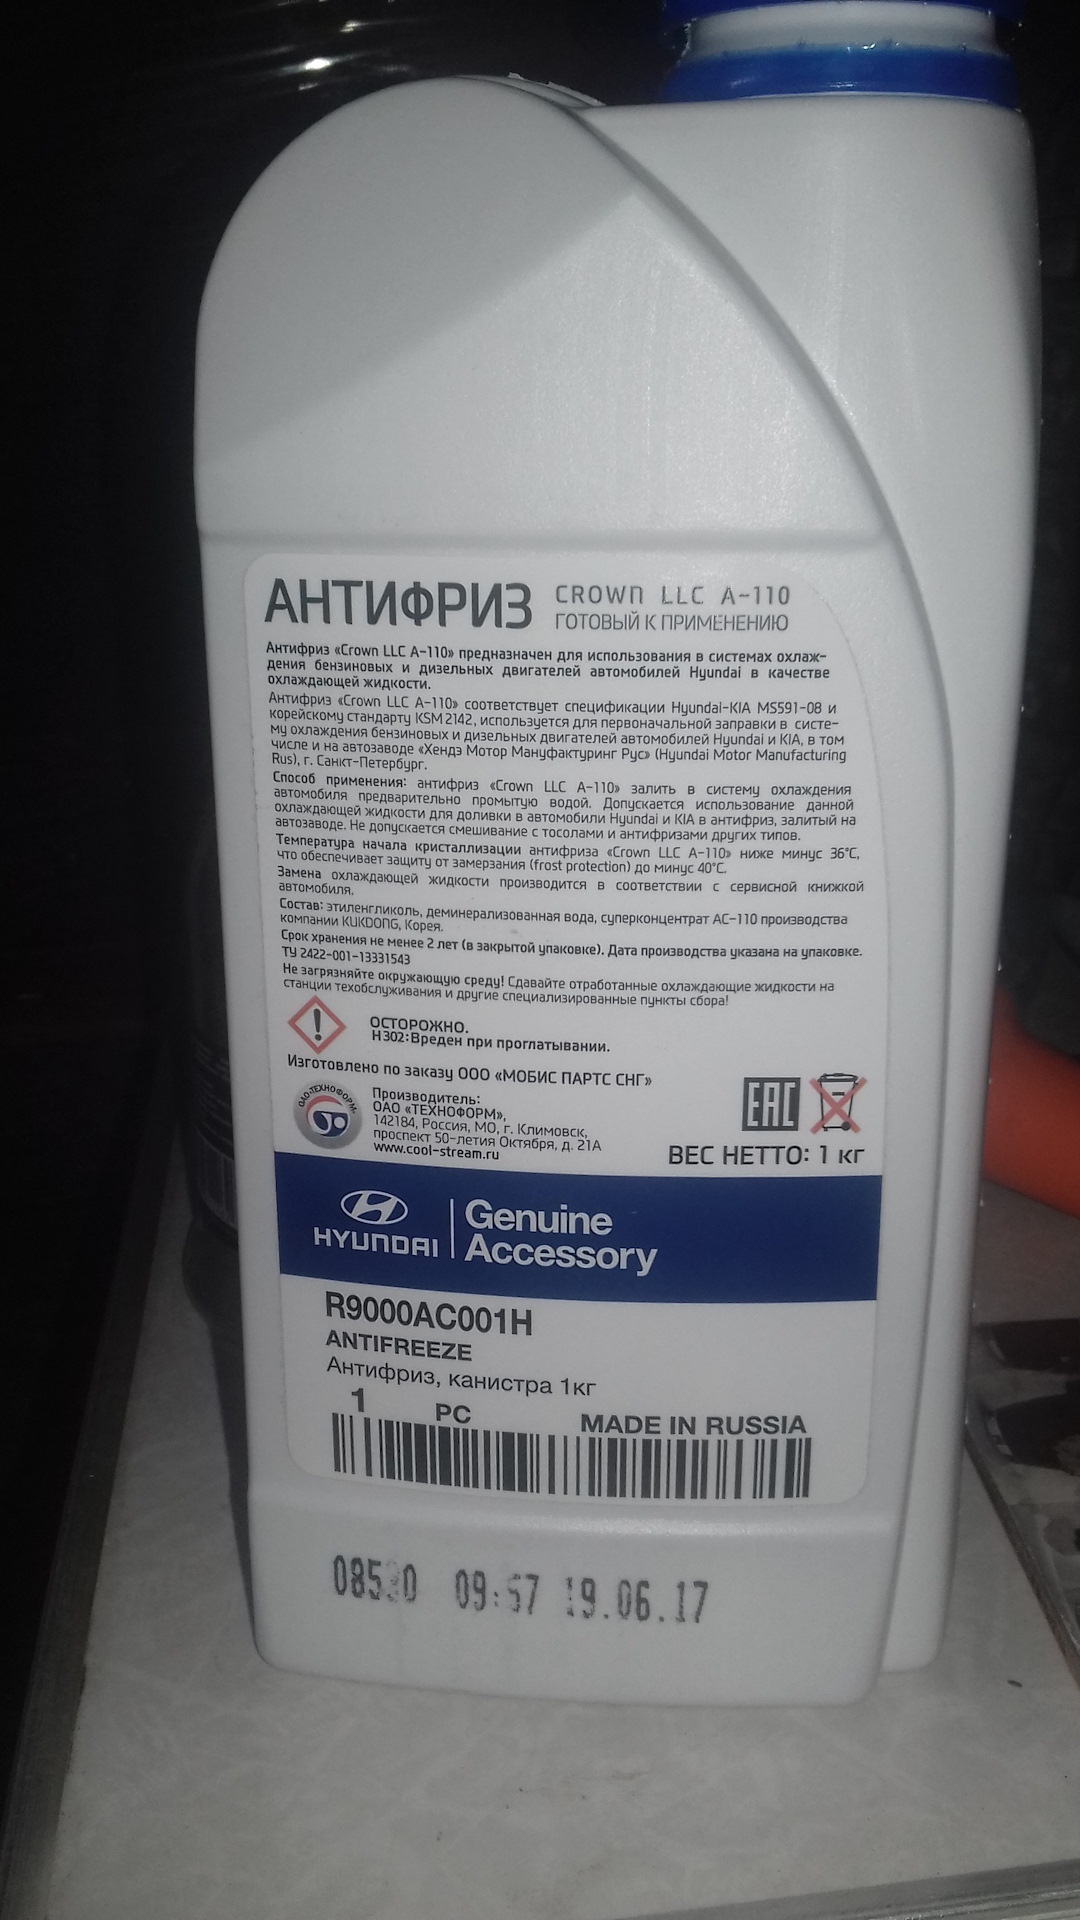 АНТИФРИЗ CROWN LLC A-110
ГОТОВЫЙ К ПРИМЕНЕНИЮ
Антифриз «Crown LLC A-110» предназначен для использования в системах охлаж-
дения бензиновых и дизельных двигателей автомобилей Hyundai в качестве
охлаждающей жидкости.
Антифриз «Crown LLC A-110» соответствует спецификации Hyundai-KIA MS591-08 и
корейскому стандарту KSM 2142, используется для первоначальной заправки в систе-
му охлаждения бензиновых и дизельных двигателей автомобилей Hyundai и KIA, в том
числе и на автозаводе «Хендэ Мотор Мануфактуринг Рус» (Hyundai Motor Manufacturing
Rus), г. Санкт-Петербург.
Способ применения: антифриз «Crown LLC A-110» залить в систему охлаждения
автомобиля предварительно промытую водой. Допускается использование данной
охлаждающей жидкости для доливки в автомобили Hyundai и KIA в антифриз, залитый на
автозаводе. Не допускается смешивание с тосолами и антифризами других типов.
Температура начала кристаллизации антифриза «Crown LLC A-110» ниже минус 36°С,
что обеспечивает защиту от замерзания (frost protection) до минус 40°С.
Замена охлаждающей жидкости производится в соответствии с сервисной книжкой
автомобиля.
Состав: этиленгликоль, деминерализованная вода, суперконцентрат АС-110 производства
компании KUKDONG, Корея.
Срок хранения не менее 2 лет (в закрытой упаковке). Дата производства указана на упаковке.
ТУ 2422-001-13331543
Не загрязняйте окружающую среду! Сдавайте отработанные охлаждающие жидкости на
станции техобслуживания и другие специализированные пункты сбора!
ОСТОРОЖНО.
H302:Вреден при проглатывании.
Изготовлено по заказу ООО «МОБИС ПАРТС СНГ»
ОАО «ТЕХНОФОРМ»
Производитель:
ОАО «ТЕХНОФОРМ»,
142184, Россия, МО, г. Климовск,
проспект 50-летия Октября, д. 21А
www.cool-stream.ru
EAC
ВЕС НЕТТО: 1 кг
HYUNDAI
Genuine
Accessory
R9000AC001H
ANTIFREEZE
Антифриз, канистра 1кг
1 PC MADE IN RUSSIA
09:57 19.06.17